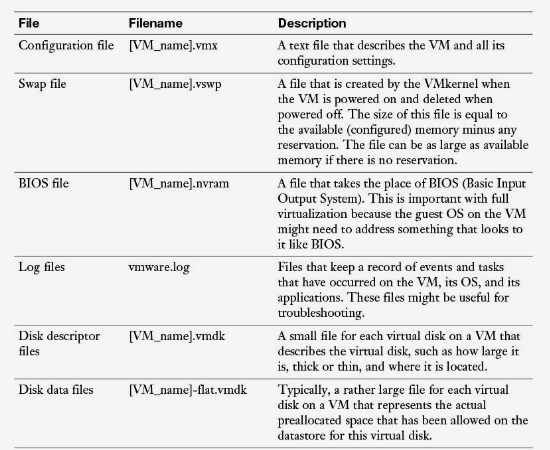 File Filename Description
Configuration file [VM_name].vmx A text file that describes the VM and all its
configuration settings.
Swap file [VM_name].vswp A file that is created by the VMkernel when
the VM is powered on and deleted when
powered off. The size of this file is equal to
the available (configured) memory minus any
reservation. The file can be as large as available
memory if there is no reservation.
BIOS file [VM_name].nvram A file that takes the place of BIOS (Basic Input
Output System). This is important with full
virtualization because the guest OS on the VM
might need to address something that looks to
it like BIOS.
Log files vmware.log Files that keep a record of events and tasks
that have occurred on the VM, its OS, and its
applications. These files might be useful for
troubleshooting.
Disk descriptor [VM_name].vmdk A small file for each virtual disk on a VM that
files describes the virtual disk, such as how large it
is, thick or thin, and where it is located.
Disk data files [VM_name]-flat.vmdk Typically, a rather large file for each virtual
disk on a VM that represents the actual
preallocated space that has been allowed on the
datastore for this virtual disk.